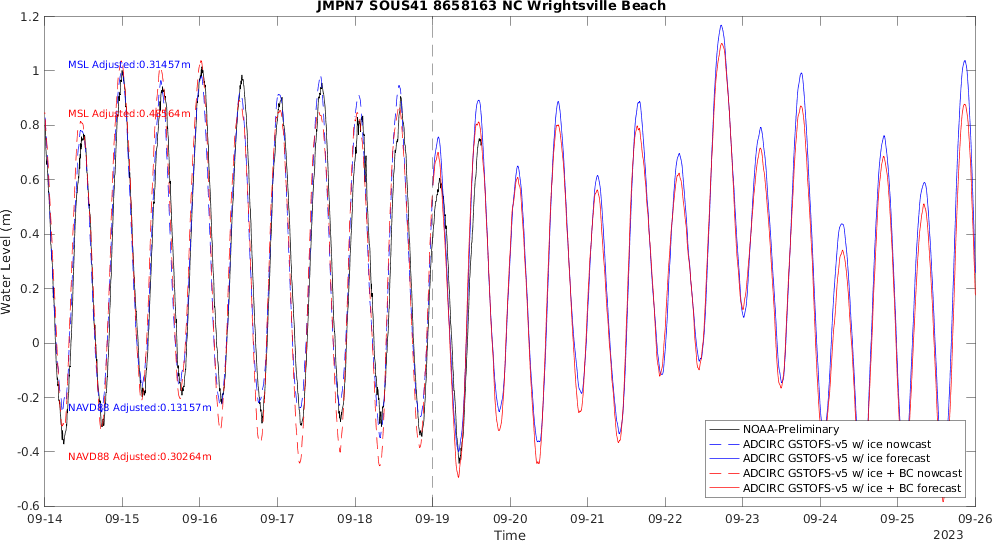 JMPN7 SOUS41 8658163 NC Wrightsville Beach
1.2
1
0.8
0.6
0.4
0.2
0
-0.2
-0.4
-0.6
Water Level (m)
MSL Adjusted:0.31457m
MSL Adjusted:0.48564m
NAVD88 Adjusted:0.13157m
NAVD88 Adjusted:0.30264m
NOAA-Preliminary
ADCIRC GSTOFS-v5 w/ ice nowcast
ADCIRC GSTOFS-v5 w/ ice forecast
ADCIRC GSTOFS-v5 w/ ice + BC nowcast
ADCIRC GSTOFS-v5 w/ ice + BC forecast
09-14 09-15 09-16 09-17 09-18 09-19 09-20 09-21 09-22 09-23 09-24 09-25 09-26
Time
2023